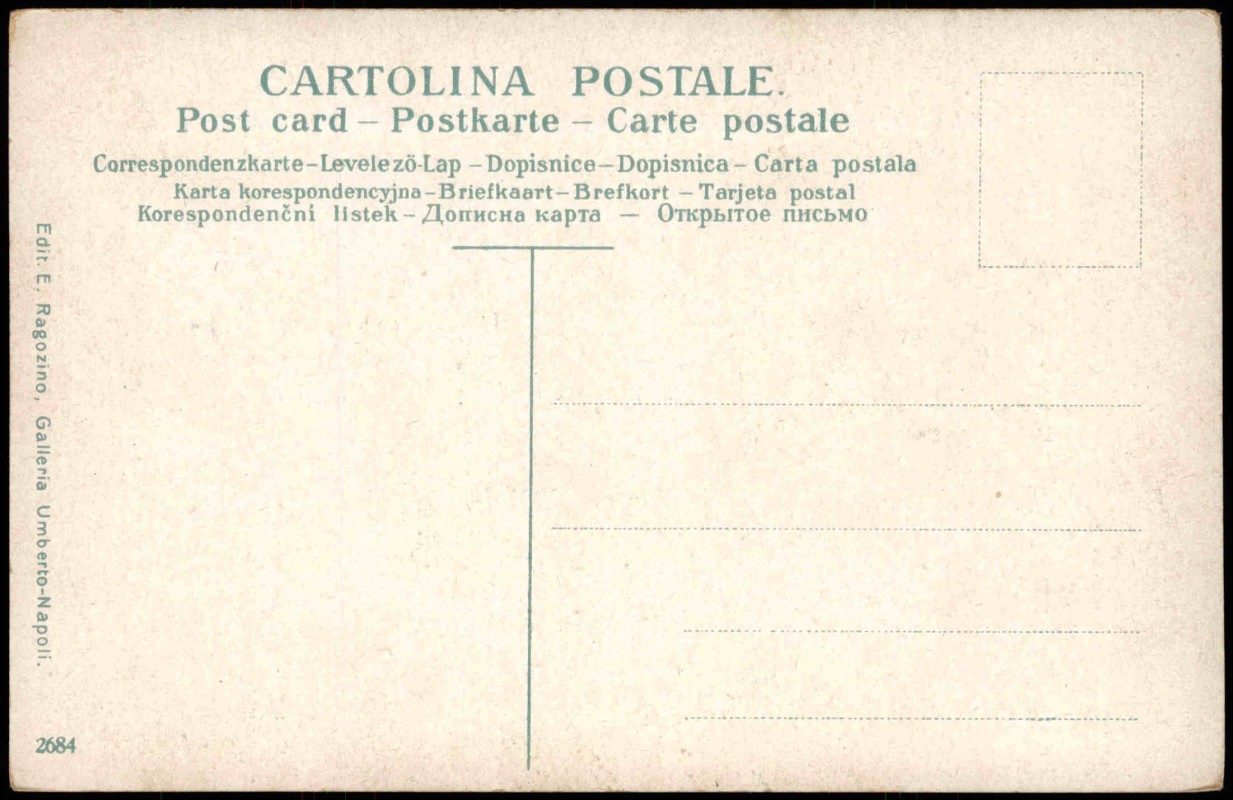 CARTOLINA POSTALE.
Post card – Postkarte – Carte postale
Correspondenzkarte–Levelező-Lap – Dopisnice–Dopisnica – Carta postala
Karta korespondencyjna–Briefkaart–Brefkort – Tarjeta postal
Korespondenčni listek – Дописна карта — Открытое письмо
Edit. E. Ragozino, Galleria Umberto-Napoli.
2684